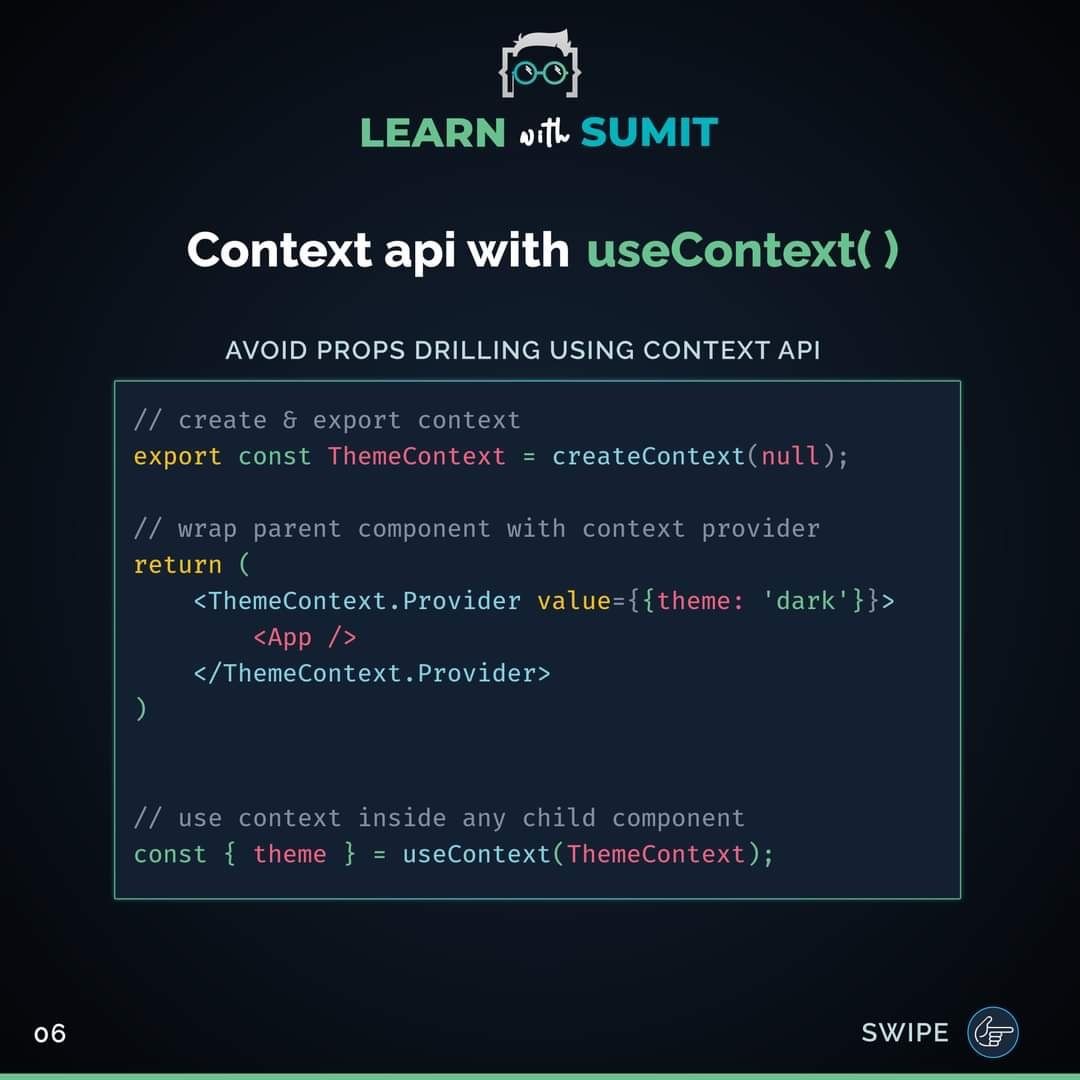 LEARN with SUMIT
Context api with useContext( )
AVOID PROPS DRILLING USING CONTEXT API
// create & export context
export const ThemeContext = createContext(null);
// wrap parent component with context provider
return (
    <ThemeContext.Provider value={{theme: 'dark'}}>
        <App />
    </ThemeContext.Provider>
)
// use context inside any child component
const { theme } = useContext(ThemeContext);
06
SWIPE